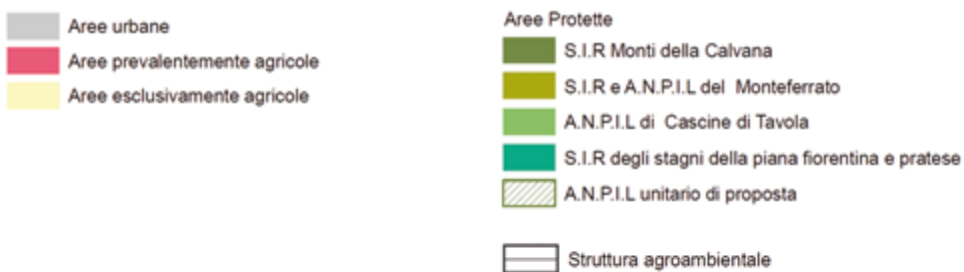 Aree urbane
Aree prevalentemente agricole
Aree esclusivamente agricole
Aree Protette
S.I.R Monti della Calvana
S.I.R e A.N.P.I.L del Monteferrato
A.N.P.I.L di Cascine di Tavola
S.I.R degli stagni della piana fiorentina e pratese
A.N.P.I.L unitario di proposta
Struttura agroambientale